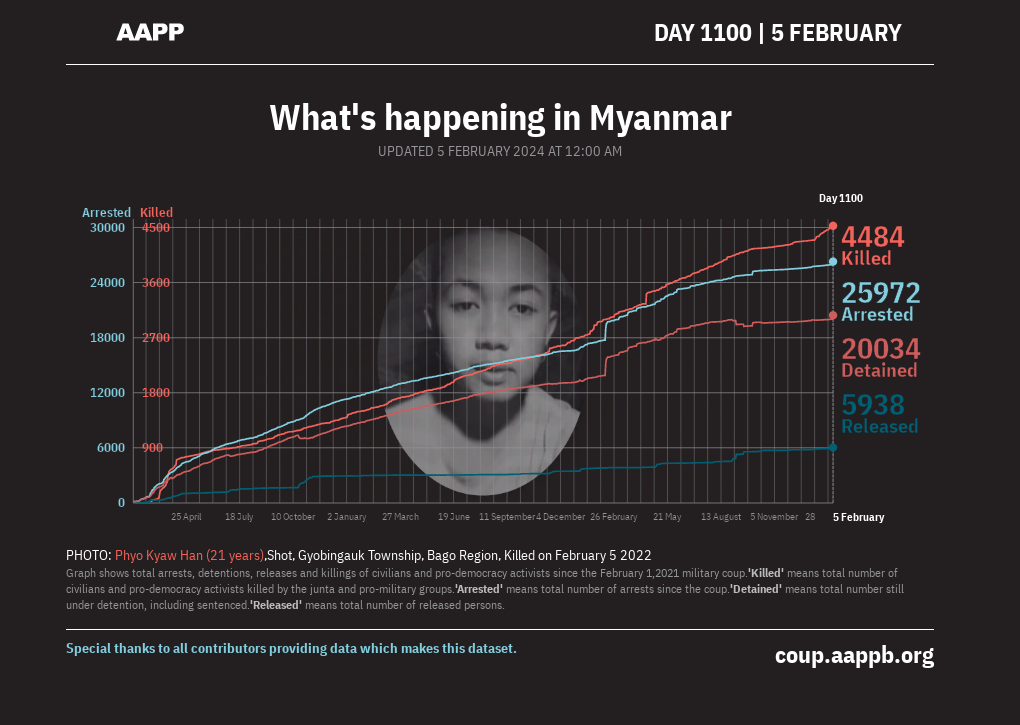 AAPP
DAY 1100 | 5 FEBRUARY
What's happening in Myanmar
UPDATED 5 FEBRUARY 2024 AT 12:00 AM
Day 1100
Arrested Killed
30000 4500
24000 3600
18000 2700
12000 1800
6000 900
0
4484
Killed
25972
Arrested
20034
Detained
5938
Released
25 April 18 July 10 October 2 January 27 March 19 June 11 September 4 December 26 February 21 May 13 August 5 November 28 5 February
PHOTO: Phyo Kyaw Han (21 years),Shot, Gyobingauk Township, Bago Region, Killed on February 5 2022
Graph shows total arrests, detentions, releases and killings of civilians and pro-democracy activists since the February 1,2021 military coup.'Killed' means total number of
civilians and pro-democracy activists killed by the junta and pro-military groups.'Arrested' means total number of arrests since the coup.'Detained' means total number still
under detention, including sentenced.'Released' means total number of released persons.
Special thanks to all contributors providing data which makes this dataset.
coup.aappb.org